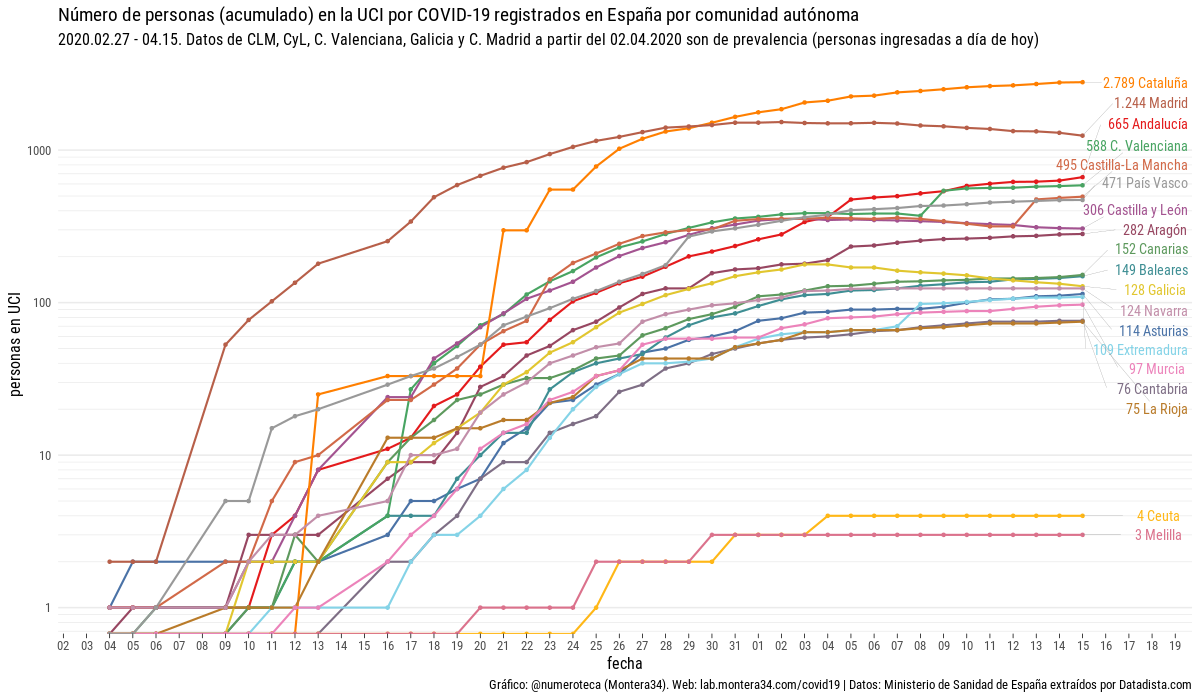 Número de personas (acumulado) en la UCI por COVID-19 registrados en España por comunidad autónoma
2020.02.27 - 04.15. Datos de CLM, CyL, C. Valenciana, Galicia y C. Madrid a partir del 02.04.2020 son de prevalencia (personas ingresadas a día de hoy)
personas en UCI
1000
100
10
1
2.789 Cataluña
1.244 Madrid
665 Andalucía
588 C. Valenciana
495 Castilla-La Mancha
471 País Vasco
306 Castilla y León
282 Aragón
152 Canarias
149 Baleares
128 Galicia
124 Navarra
114 Asturias
109 Extremadura
97 Murcia
76 Cantabria
75 La Rioja
4 Ceuta
3 Melilla
02 03 04 05 06 07 08 09 10 11 12 13 14 15 16 17 18 19 20 21 22 23 24 25 26 27 28 29 30 31 01 02 03 04 05 06 07 08 09 10 11 12 13 14 15 16 17 18 19
fecha
Gráfico: @numeroteca (Montera34). Web: lab.montera34.com/covid19 | Datos: Ministerio de Sanidad de España extraídos por Datadista.com